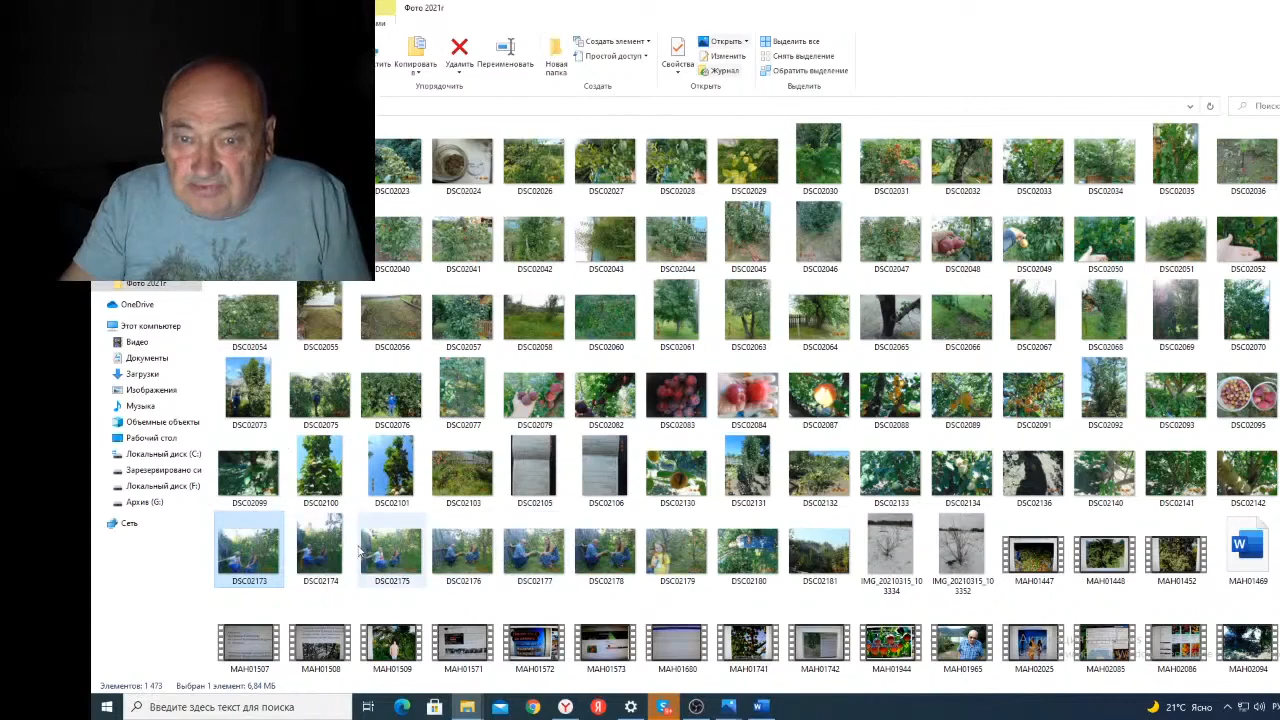 Фото 2021г
ми
Копировать в
Удалить
Переименовать
Новая папка
Создать элемент
Простой доступ
Свойства
Открыть
Изменить
Журнал
Выделить все
Снять выделение
Обратить выделение
Упорядочить
Создать
Открыть
Выделить
Поиск
DSC02023 DSC02024 DSC02026 DSC02027 DSC02028 DSC02029 DSC02030 DSC02031 DSC02032 DSC02033 DSC02034 DSC02035 DSC02036
DSC02040 DSC02041 DSC02042 DSC02043 DSC02044 DSC02045 DSC02046 DSC02047 DSC02048 DSC02049 DSC02050 DSC02051 DSC02052
Фото 2021г
OneDrive
Этот компьютер
Видео
Документы
Загрузки
Изображения
Музыка
Объемные объекты
Рабочий стол
Локальный диск (C:)
Зарезервировано си
Локальный диск (F:)
Архив (G:)
Сеть
DSC02054 DSC02055 DSC02056 DSC02057 DSC02058 DSC02060 DSC02061 DSC02063 DSC02064 DSC02065 DSC02066 DSC02067 DSC02068 DSC02069 DSC02070
DSC02073 DSC02075 DSC02076 DSC02077 DSC02079 DSC02082 DSC02083 DSC02084 DSC02087 DSC02088 DSC02089 DSC02091 DSC02092 DSC02093 DSC02095
DSC02099 DSC02100 DSC02101 DSC02103 DSC02105 DSC02106 DSC02130 DSC02131 DSC02132 DSC02133 DSC02134 DSC02136 DSC02140 DSC02141 DSC02142
DSC02173 DSC02174 DSC02175 DSC02176 DSC02177 DSC02178 DSC02179 DSC02180 DSC02181 IMG_20210315_103334 IMG_20210315_103352 MAH01447 MAH01448 MAH01452 MAH01469
MAH01507 MAH01508 MAH01509 MAH01571 MAH01572 MAH01573 MAH01680 MAH01741 MAH01742 MAH01944 MAH01965 MAH02025 MAH02085 MAH02086 MAH02094
Элементов: 1 473 Выбран 1 элемент: 6,84 МБ
Введите здесь текст для поиска
21°C Ясно